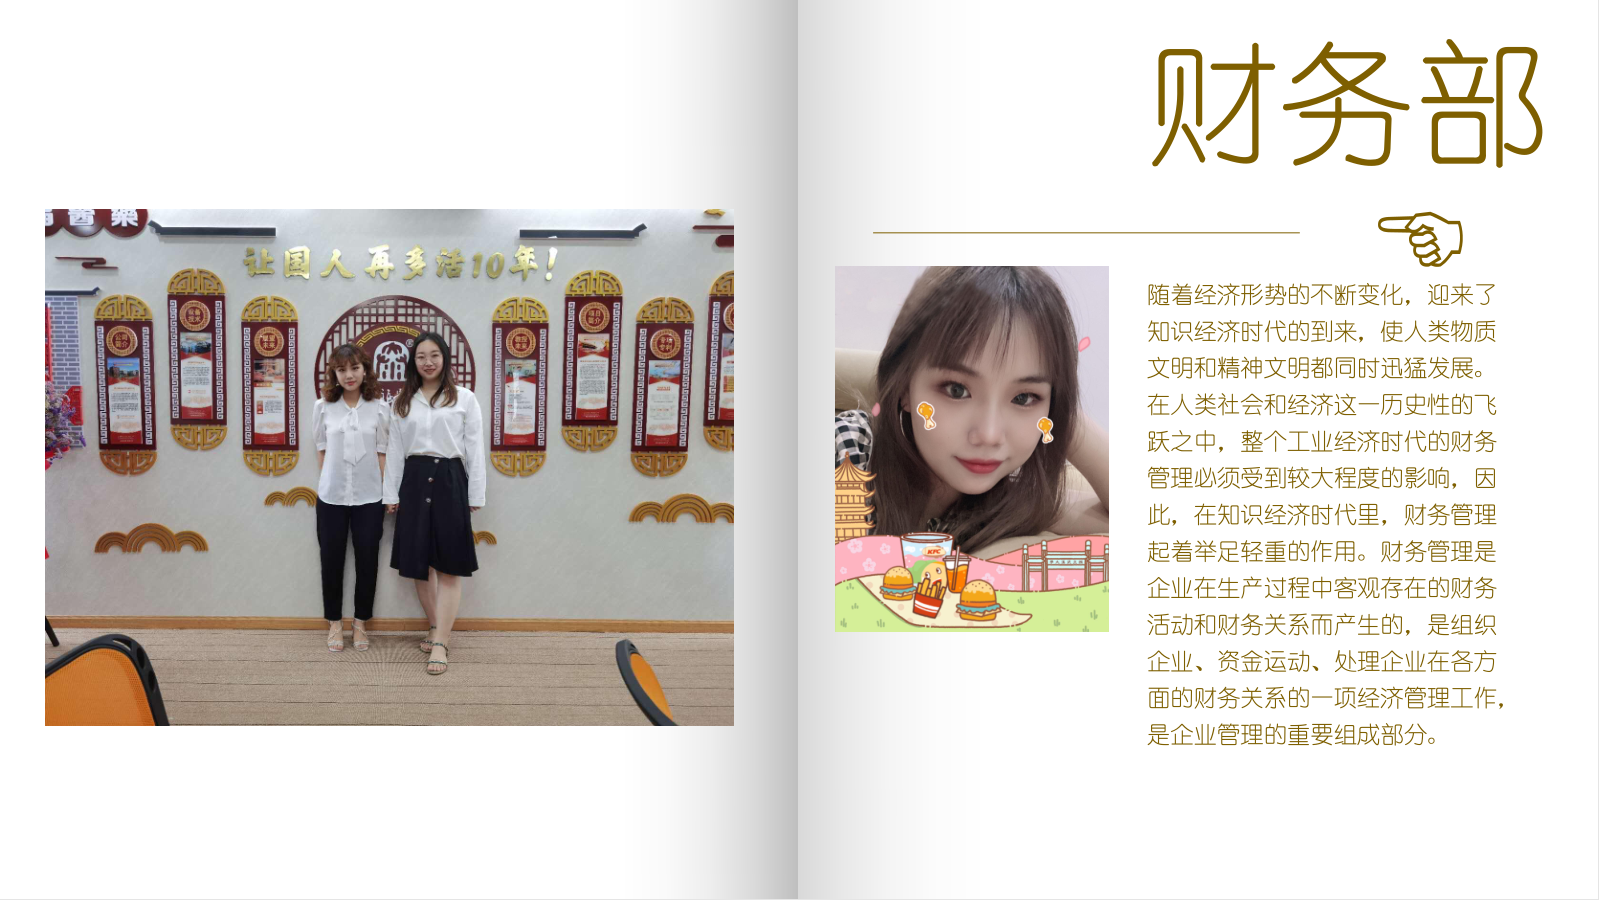 醫藥
让国人再多活10年！
财务部
KFC
随着经济形势的不断变化，迎来了
知识经济时代的到来，使人类物质
文明和精神文明都同时迅猛发展。
在人类社会和经济这一历史性的飞
跃之中，整个工业经济时代的财务
管理必须受到较大程度的影响，因
此，在知识经济时代里，财务管理
起着举足轻重的作用。财务管理是
企业在生产过程中客观存在的财务
活动和财务关系而产生的，是组织
企业、资金运动、处理企业在各方
面的财务关系的一项经济管理工作，
是企业管理的重要组成部分。